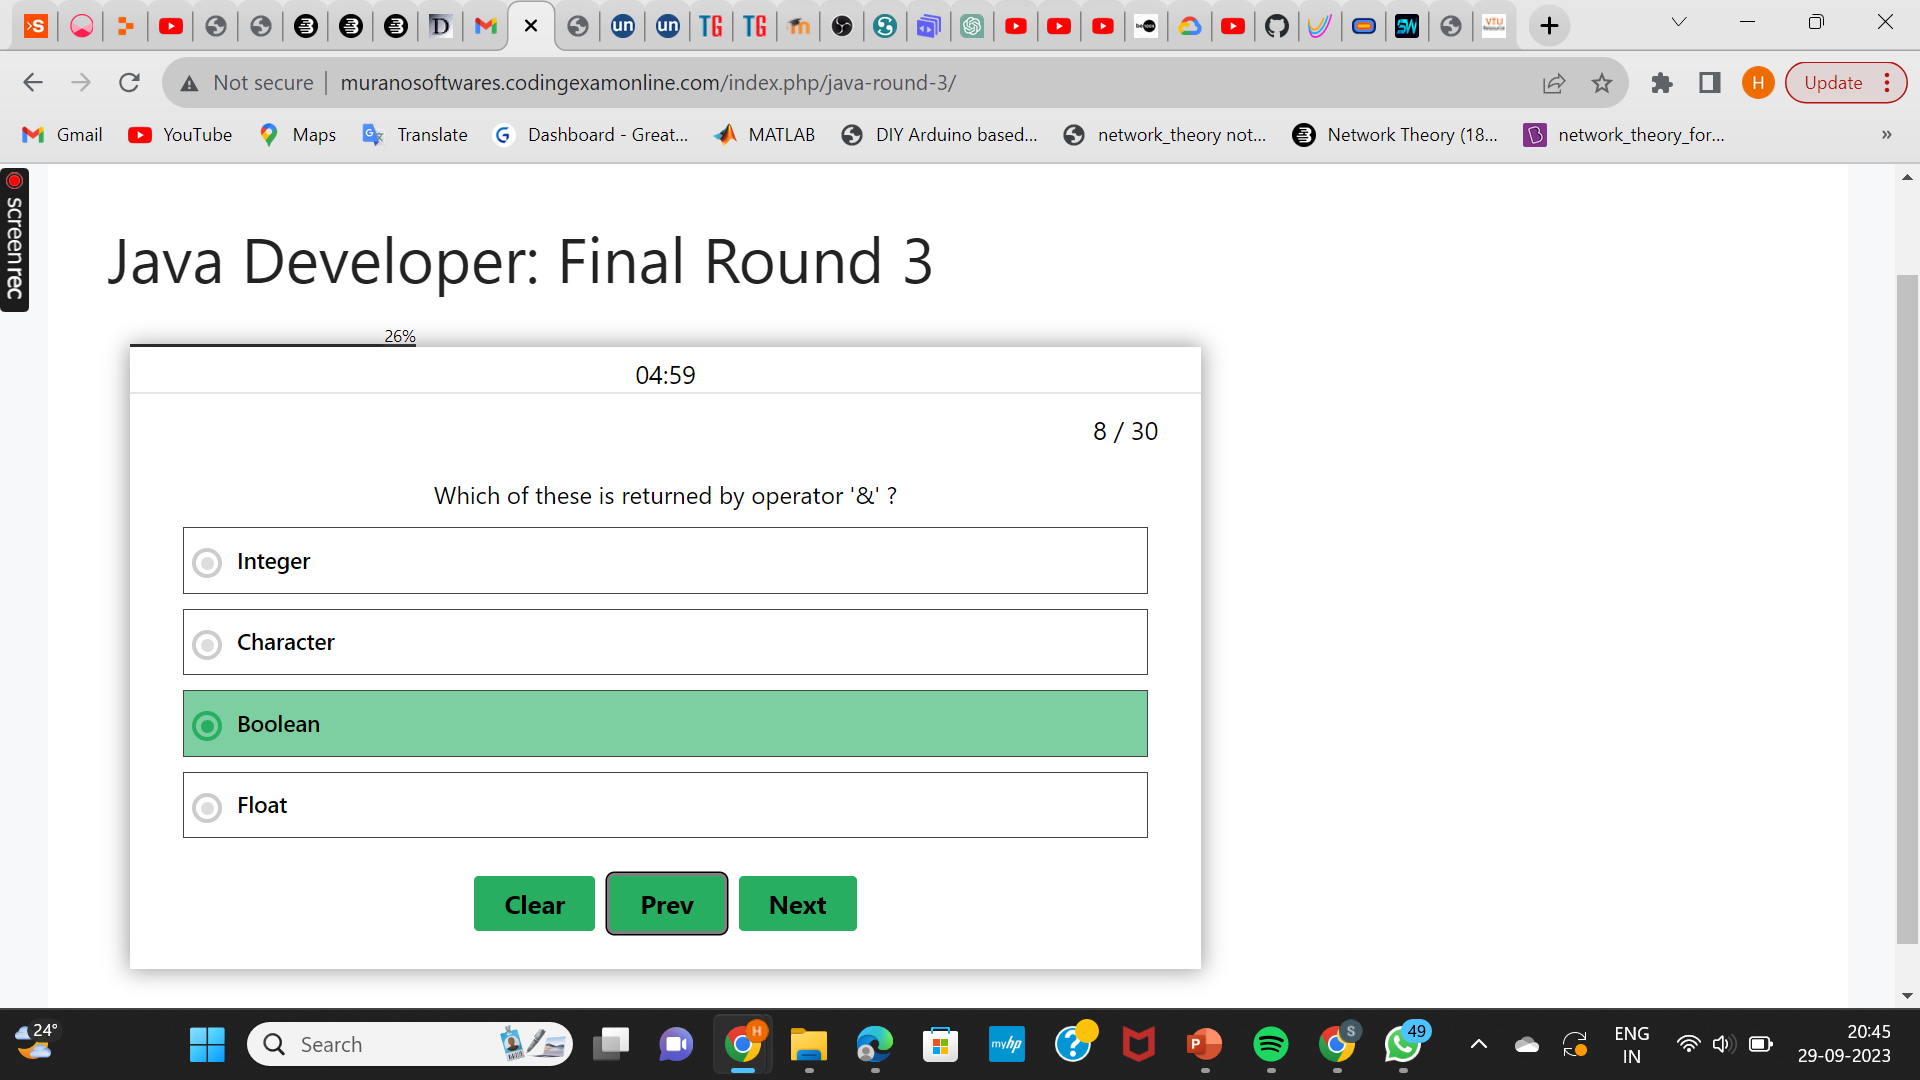 Not secure
muranosoftwares.codingexamonline.com/index.php/java-round-3/
H
Update
Gmail
YouTube
Maps
Translate
Dashboard - Great...
MATLAB
DIY Arduino based...
network_theory not...
Network Theory (18...
network_theory_for...
»
screenrec
Java Developer: Final Round 3
26%
04:59
8 / 30
Which of these is returned by operator '&' ?
Integer
Character
Boolean
Float
Clear
Prev
Next
24°
Search
H
myhp
S
49
ENG
IN
20:45
29-09-2023